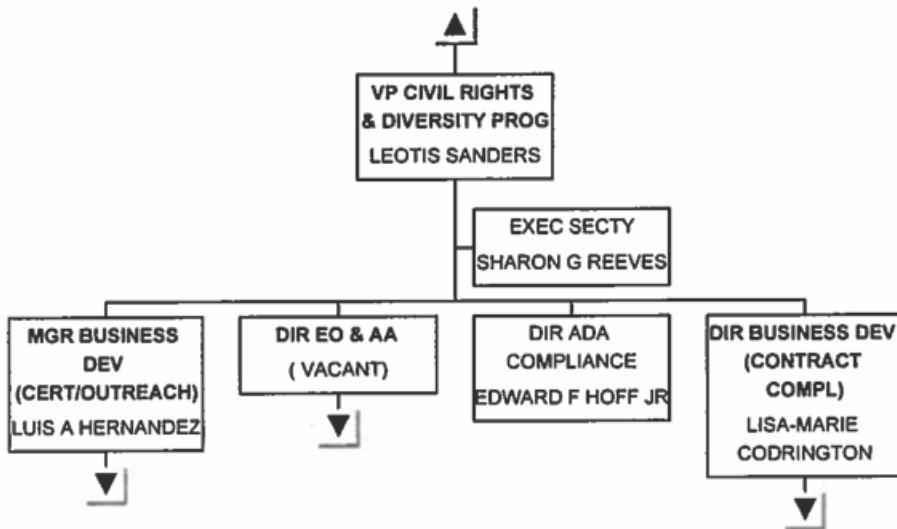 VP CIVIL RIGHTS
& DIVERSITY PROG
LEOTIS SANDERS
EXEC SECTY
SHARON G REEVES
MGR BUSINESS
DEV
(CERT/OUTREACH)
LUIS A HERNANDEZ
DIR EO & AA
( VACANT)
DIR ADA
COMPLIANCE
EDWARD F HOFF JR
DIR BUSINESS DEV
(CONTRACT
COMPL)
LISA-MARIE
CODRINGTON